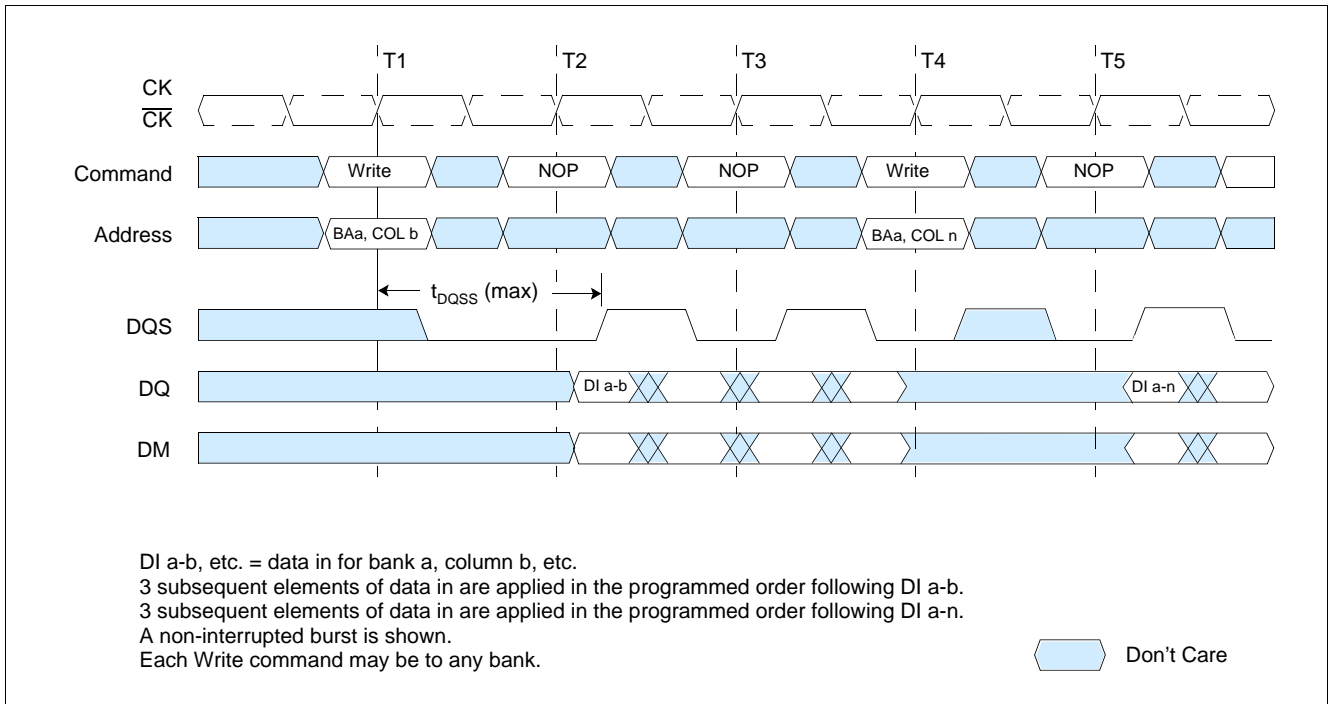 T1 T2 T3 T4 T5
CK
CK
Command Write NOP NOP Write NOP
Address BAa, COL b BAa, COL n
tDQSS (max)
DQS
DQ DI a-b DI a-n
DM
DI a-b, etc. = data in for bank a, column b, etc.
3 subsequent elements of data in are applied in the programmed order following DI a-b.
3 subsequent elements of data in are applied in the programmed order following DI a-n.
A non-interrupted burst is shown.
Each Write command may be to any bank.
Don't Care